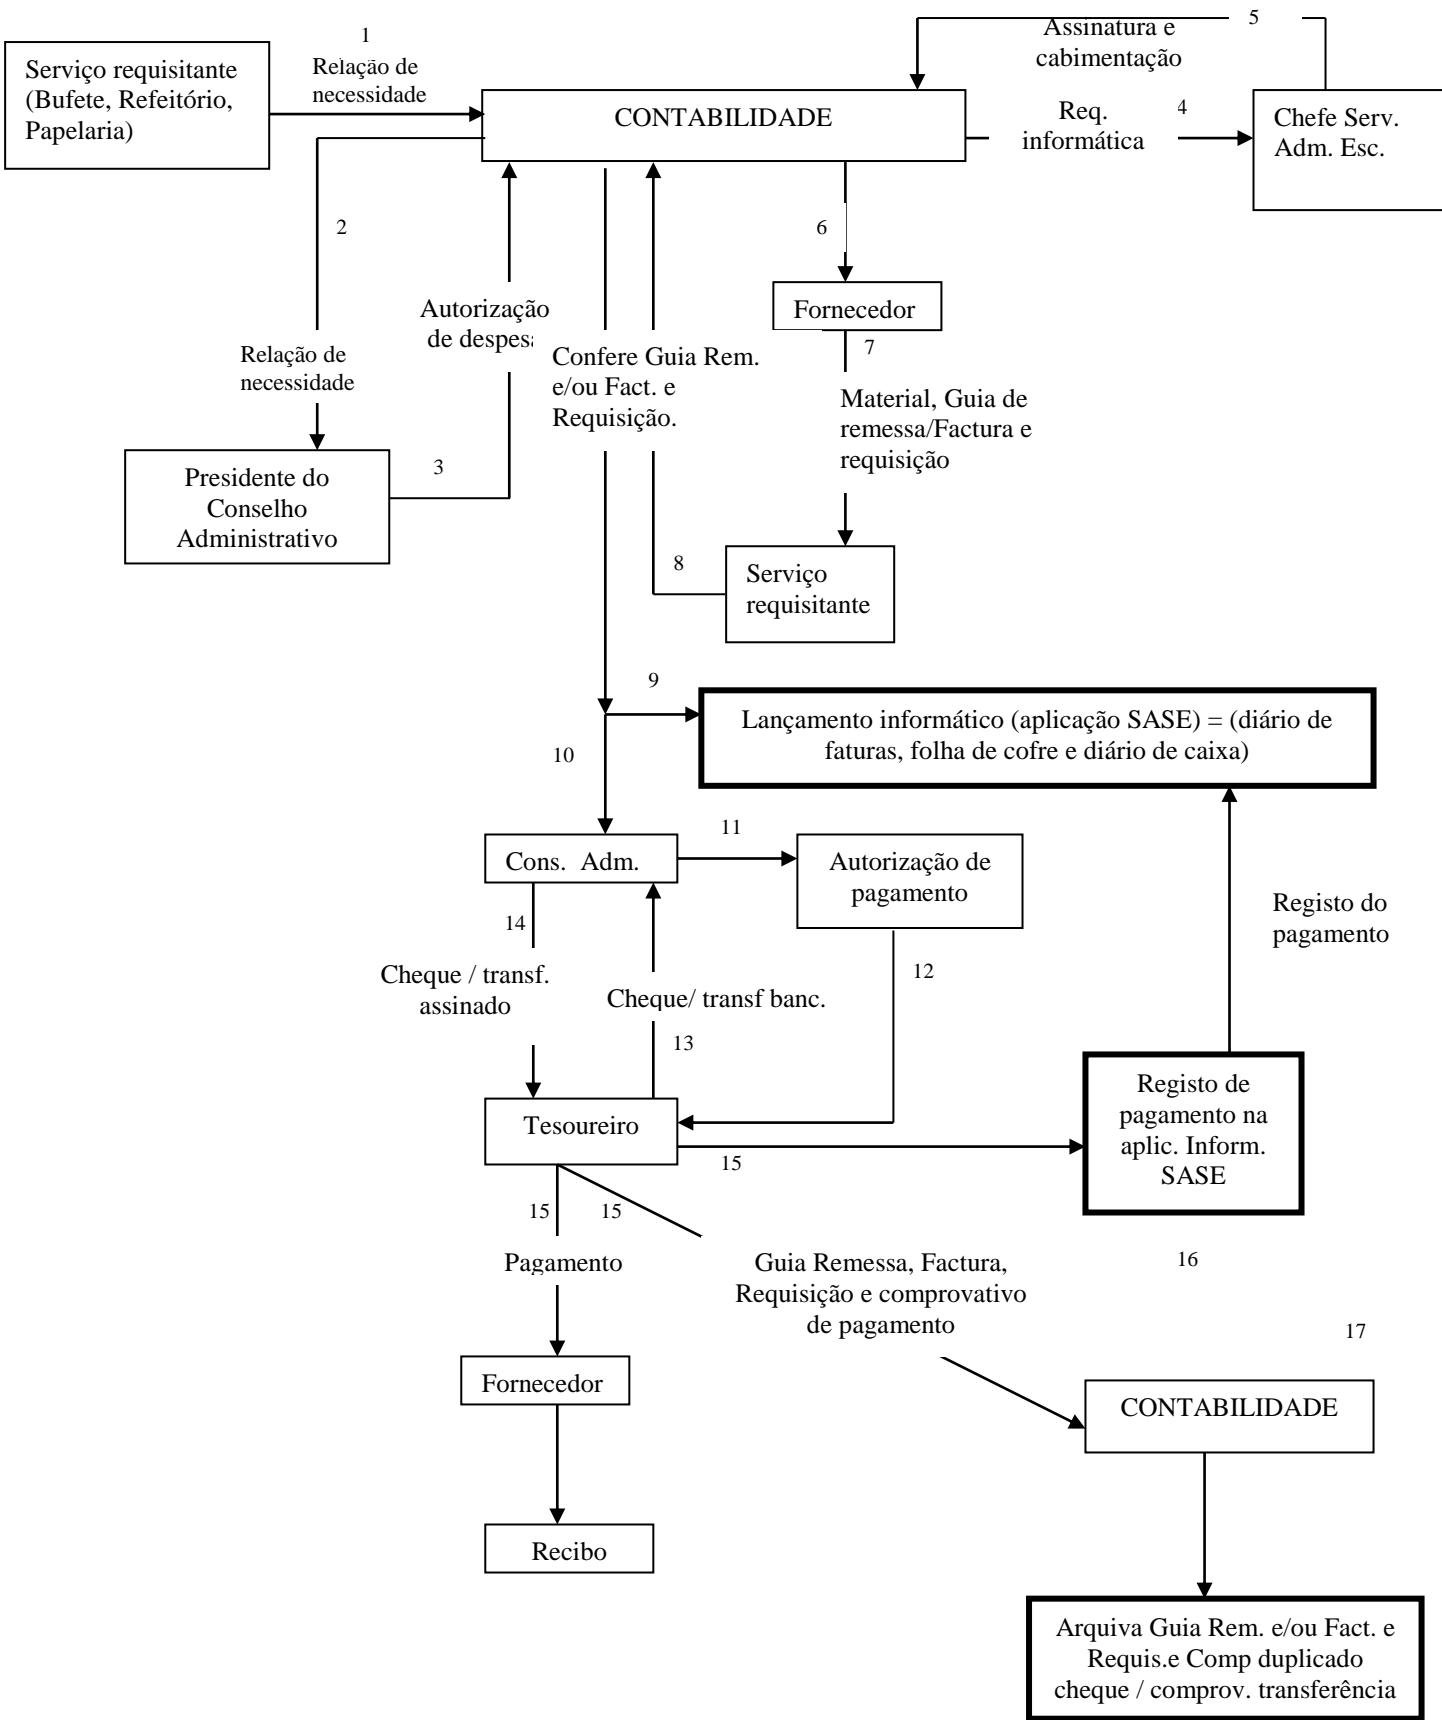 1
5
Assinatura e
cabimentação
Serviço requisitante
(Bufete, Refeitório,
Papelaria)
Relação de
necessidade
CONTABILIDADE
Req.
informática
4
Chefe Serv.
Adm. Esc.
2
6
Autorização
de despesa
Fornecedor
7
Relação de
necessidade
Confere Guia Rem.
e/ou Fact. e
Requisição.
Material, Guia de
remessa/Factura e
requisição
3
Presidente do
Conselho
Administrativo
8
Serviço
requisitante
9
Lançamento informático (aplicação SASE) = (diário de
faturas, folha de cofre e diário de caixa)
10
11
Cons. Adm.
Autorização de
pagamento
Registo do
pagamento
14
12
Cheque / transf.
assinado
Cheque/ transf banc.
13
Tesoureiro
Registo de
pagamento na
aplic. Inform.
SASE
15
15
15
Pagamento
Guia Remessa, Factura,
Requisição e comprovativo
de pagamento
16
17
Fornecedor
CONTABILIDADE
Recibo
Arquiva Guia Rem. e/ou Fact. e
Requis.e Comp duplicado
cheque / comprov. transferência